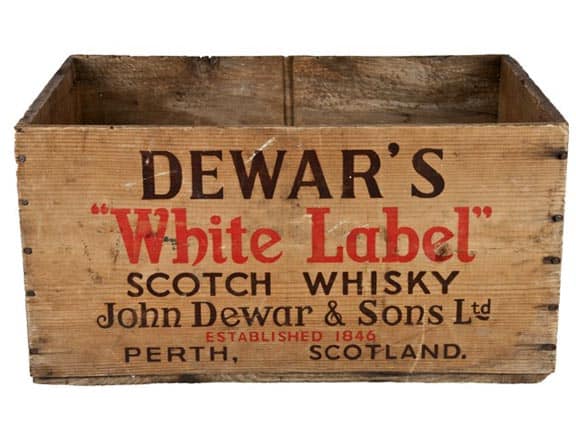 DEWAR'S
"White Label"
SCOTCH WHISKY
John Dewar & Sons Ltd
ESTABLISHED 1846
PERTH, SCOTLAND.